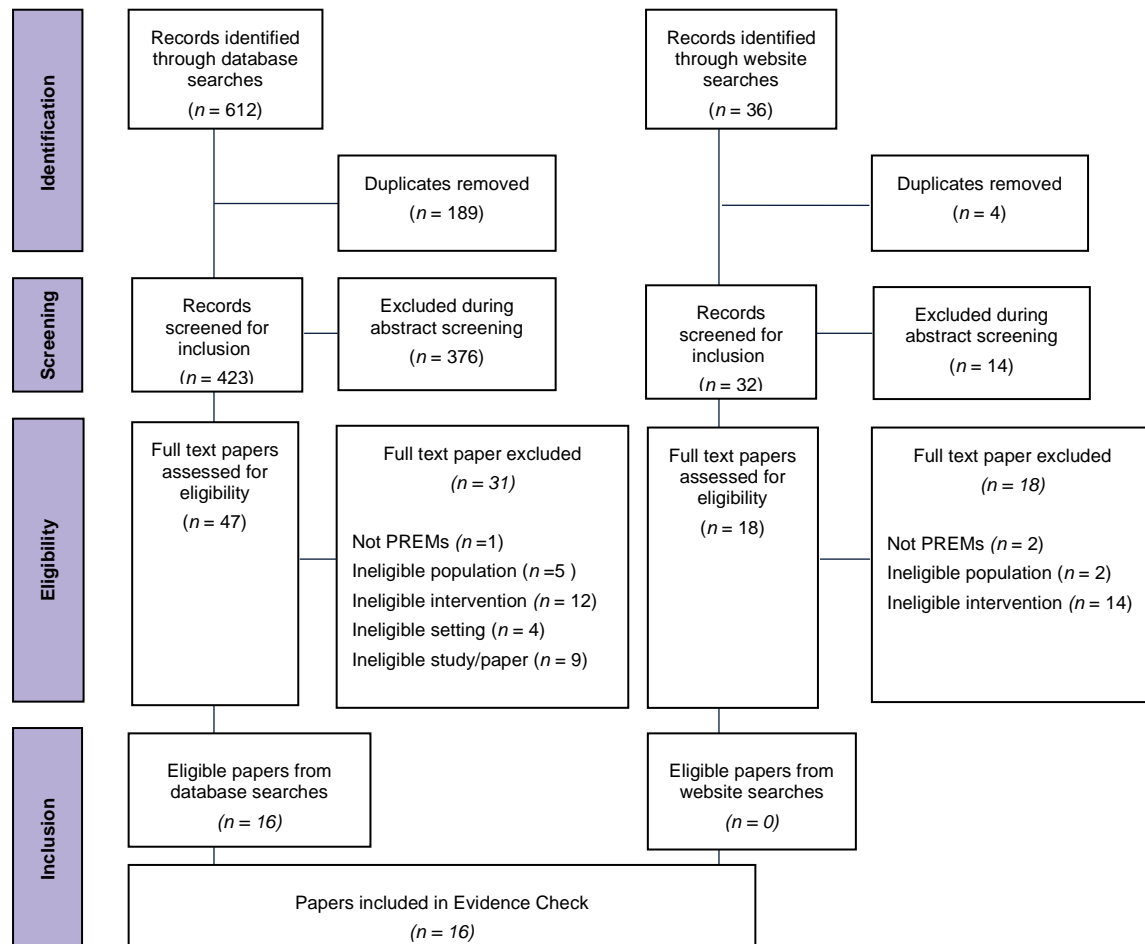 Identification
Records identified
through database
searches
(n = 612)
Records identified
through website
searches
(n = 36)
Duplicates removed
(n = 189)
Duplicates removed
(n = 4)
Screening
Records
screened for
inclusion
(n = 423)
Excluded during
abstract screening
(n = 376)
Records
screened for
inclusion
(n = 32)
Excluded during
abstract screening
(n = 14)
Eligibility
Full text papers
assessed for
eligibility
(n = 47)
Full text paper excluded
(n = 31)
Not PREMs (n =1)
Ineligible population (n =5 )
Ineligible intervention (n = 12)
Ineligible setting (n = 4)
Ineligible study/paper (n = 9)
Full text papers
assessed for
eligibility
(n = 18)
Full text paper excluded
(n = 18)
Not PREMs (n = 2)
Ineligible population (n = 2)
Ineligible intervention (n = 14)
Inclusion
Eligible papers from
database searches
(n = 16)
Eligible papers from
website searches
(n = 0)
Papers included in Evidence Check
(n = 16)